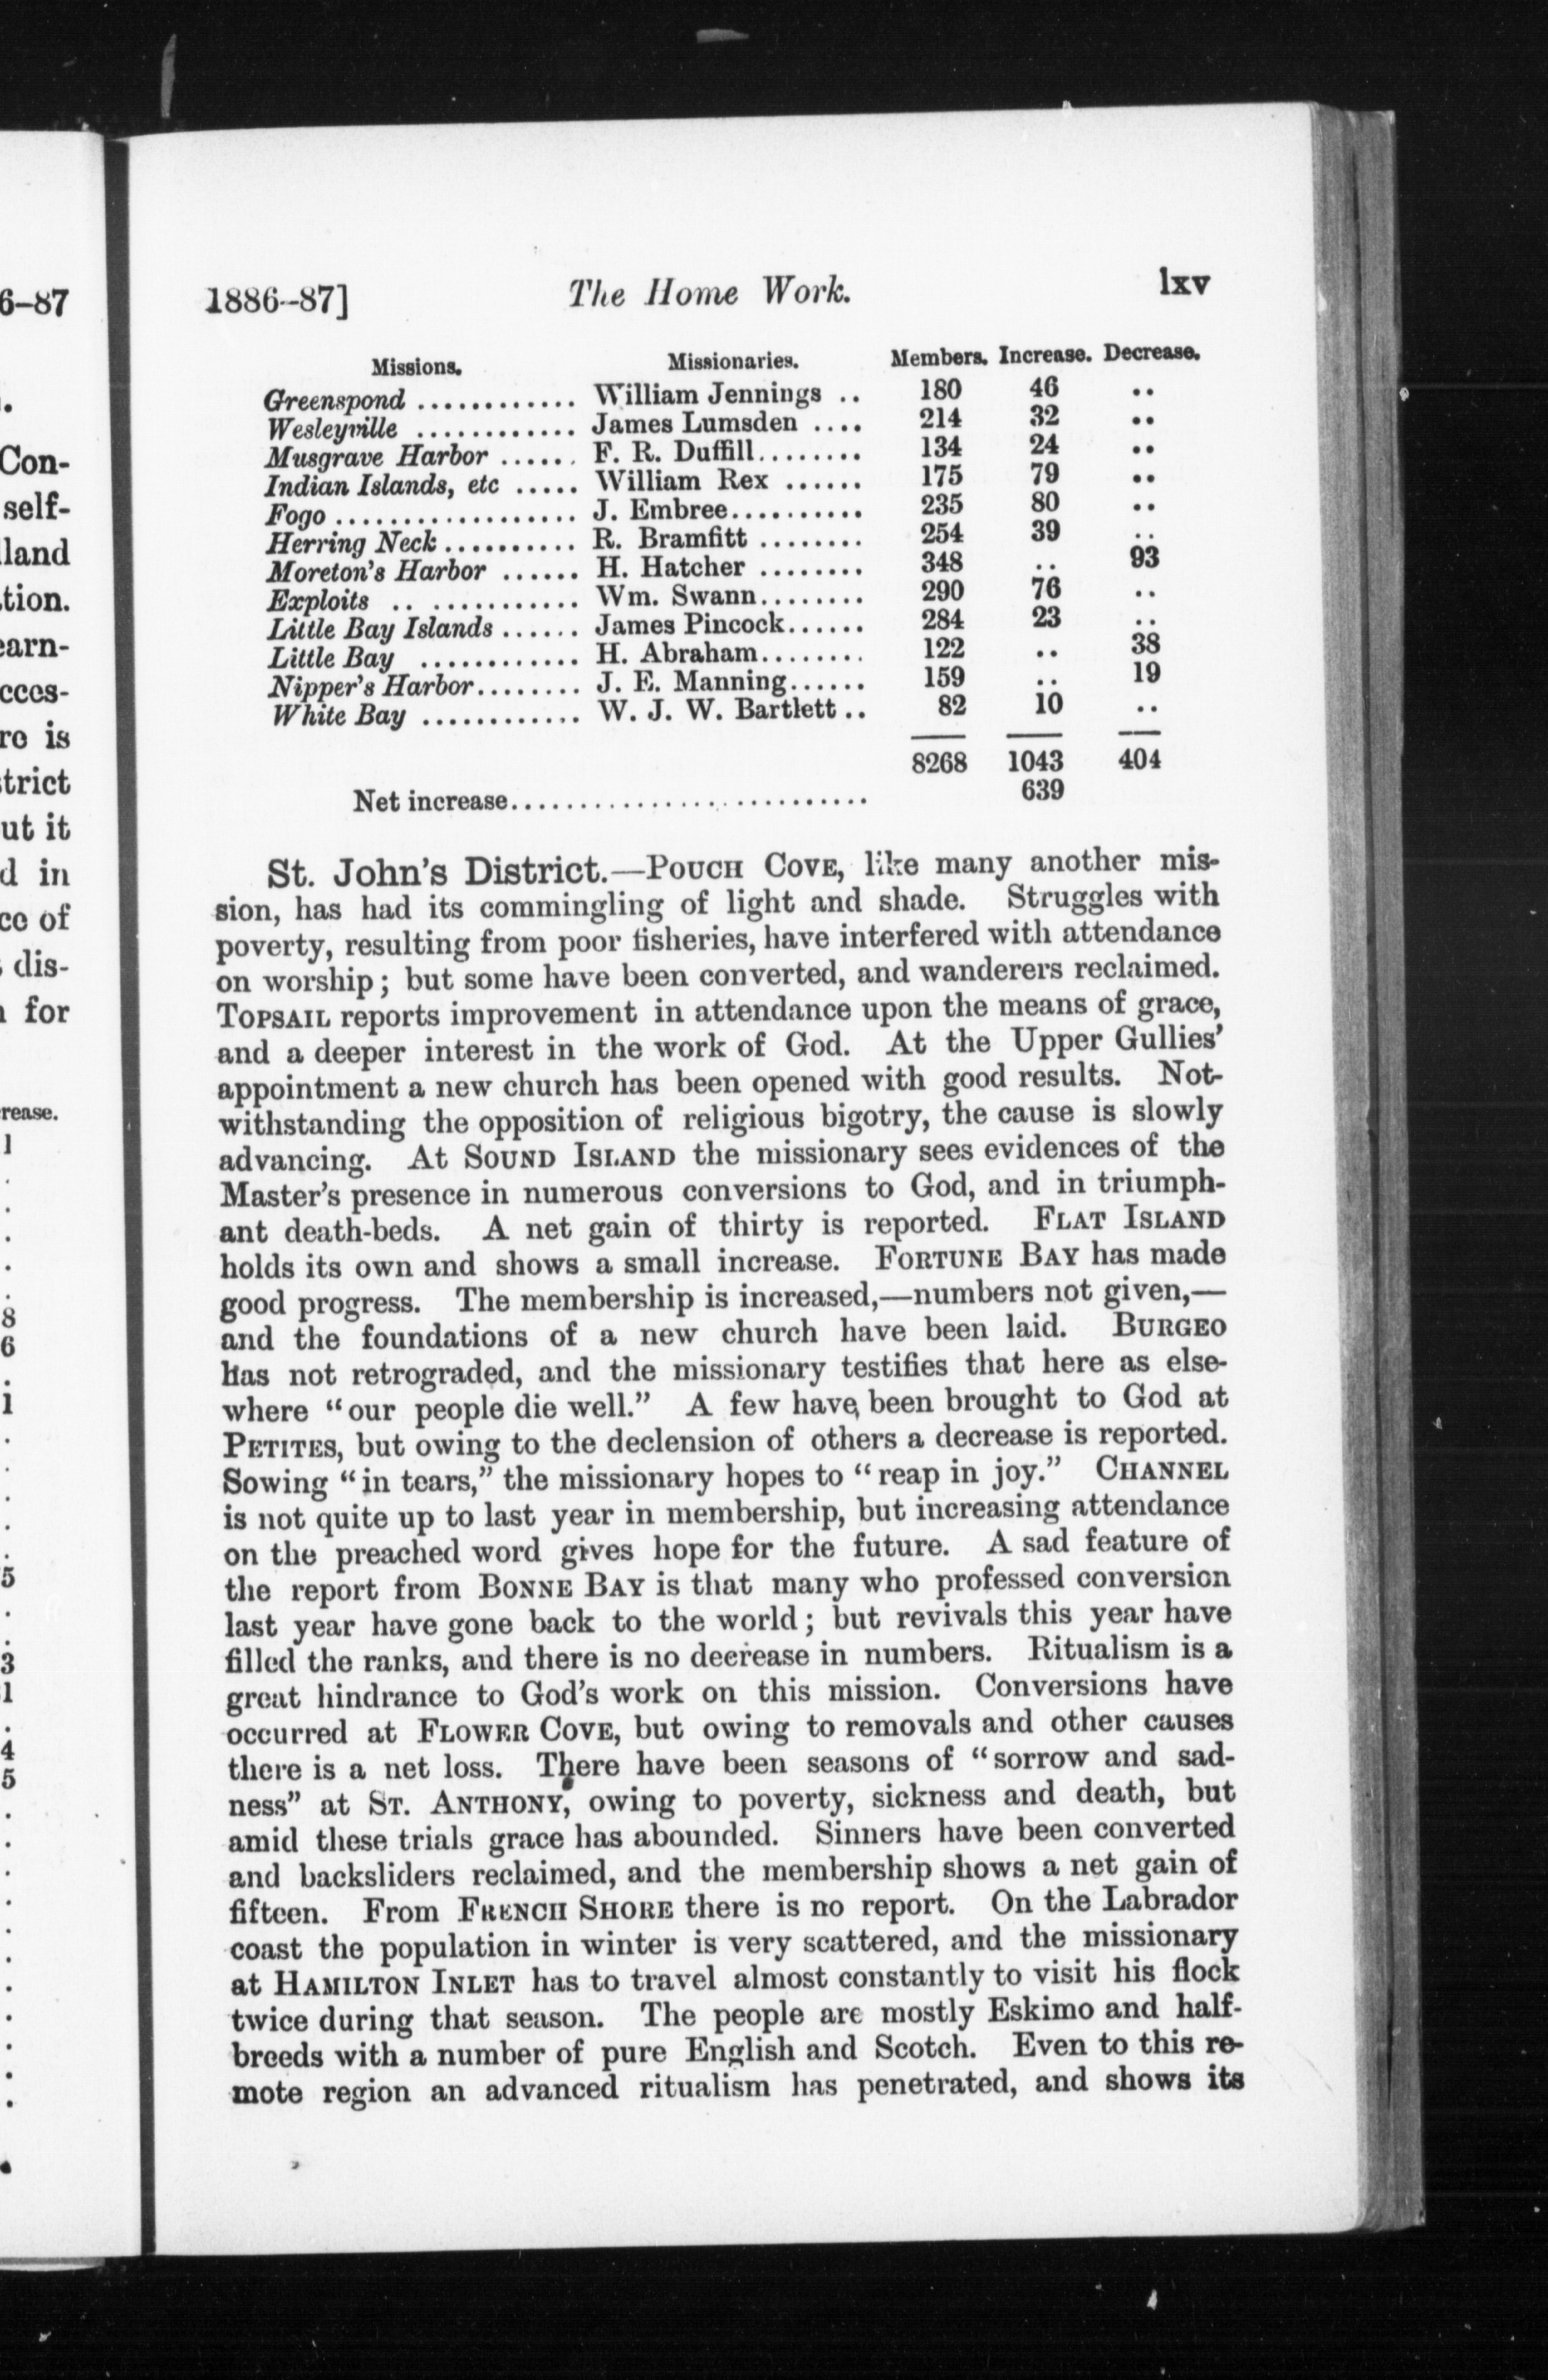 6–87
Con-
self-
tion.
dis-
for
1886-87] The Home Work. lxv
Missions. Missionaries. Members. Increase. Decrease.
Greenspond ............ William Jennings .. 180 46 ..
Wesleyville ............ James Lumsden .... 214 32 ..
Musgrave Harbor ...... F. R. Duffill........ 134 24 ..
Indian Islands, etc ..... William Rex ...... 175 79 ..
Fogo .................. J. Embree.......... 235 80 ..
Herring Neck .......... R. Bramfitt ........ 254 39 ..
Moreton's Harbor ...... H. Hatcher ........ 348 .. 93
Exploits .. ........... Wm. Swann........ 290 76 ..
Little Bay Islands ...... James Pincock...... 284 23 ..
Little Bay ............ H. Abraham........ 122 .. 38
Nipper's Harbor........ J. E. Manning...... 159 .. 19
White Bay ............ W. J. W. Bartlett .. 82 10 ..
8268 1043 404
Net increase.......................... 639
St. John's District.—POUCH COVE, like many another mis-
sion, has had its commingling of light and shade. Struggles with
poverty, resulting from poor fisheries, have interfered with attendance
on worship; but some have been converted, and wanderers reclaimed.
TOPSAIL reports improvement in attendance upon the means of grace,
and a deeper interest in the work of God. At the Upper Gullies'
appointment a new church has been opened with good results. Not-
withstanding the opposition of religious bigotry, the cause is slowly
advancing. At SOUND ISLAND the missionary sees evidences of the
Master's presence in numerous conversions to God, and in triumph-
ant death-beds. A net gain of thirty is reported. FLAT ISLAND
holds its own and shows a small increase. FORTUNE BAY has made
good progress. The membership is increased,—numbers not given,—
and the foundations of a new church have been laid. BURGEO
has not retrograded, and the missionary testifies that here as else-
where "our people die well." A few have been brought to God at
PETITES, but owing to the declension of others a decrease is reported.
Sowing "in tears," the missionary hopes to "reap in joy." CHANNEL
is not quite up to last year in membership, but increasing attendance
on the preached word gives hope for the future. A sad feature of
the report from BONNE BAY is that many who professed conversion
last year have gone back to the world; but revivals this year have
filled the ranks, and there is no decrease in numbers. Ritualism is a
great hindrance to God's work on this mission. Conversions have
occurred at FLOWER COVE, but owing to removals and other causes
there is a net loss. There have been seasons of "sorrow and sad-
ness" at ST. ANTHONY, owing to poverty, sickness and death, but
amid these trials grace has abounded. Sinners have been converted
and backsliders reclaimed, and the membership shows a net gain of
fifteen. From FRENCH SHORE there is no report. On the Labrador
coast the population in winter is very scattered, and the missionary
at HAMILTON INLET has to travel almost constantly to visit his flock
twice during that season. The people are mostly Eskimo and half-
breeds with a number of pure English and Scotch. Even to this re-
mote region an advanced ritualism has penetrated, and shows its